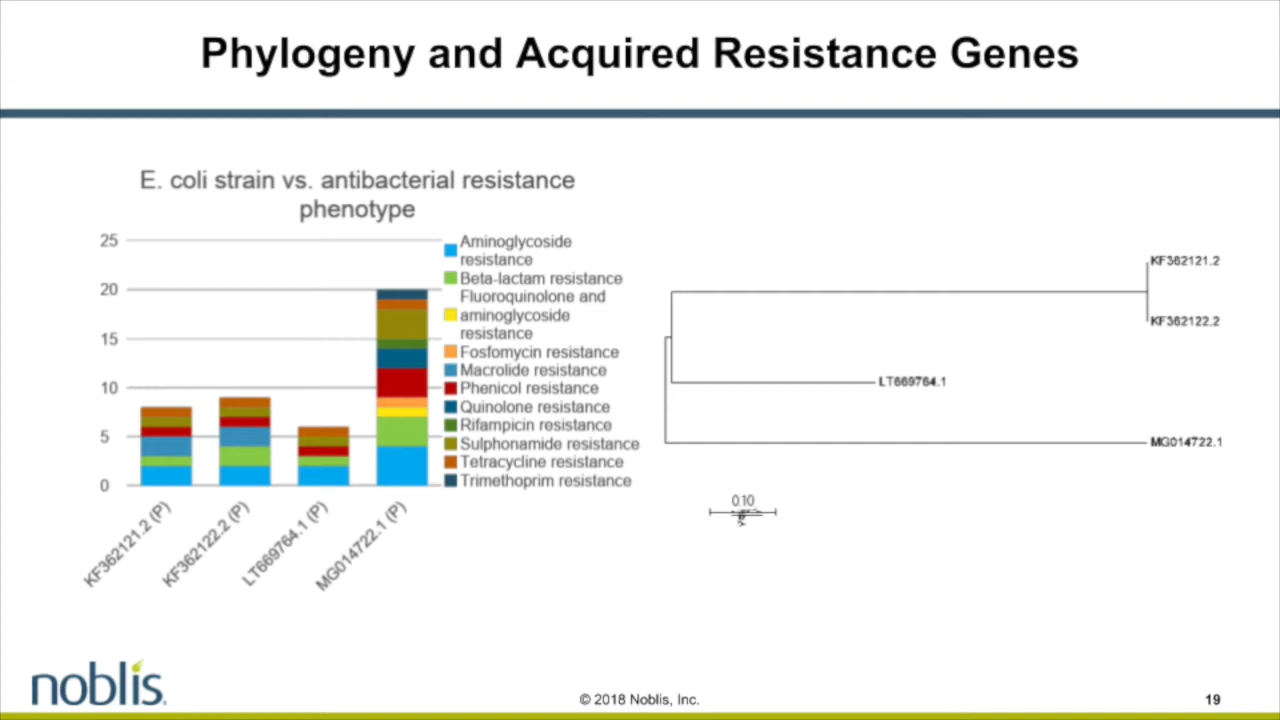 Phylogeny and Acquired Resistance Genes
E. coli strain vs. antibacterial resistance
phenotype
25
20
15
10
5
0
KF362121.2 (P)
KF362122.2 (P)
LT669764.1 (P)
MG014722.1 (P)
Aminoglycoside
resistance
Beta-lactam resistance
Fluoroquinolone and
aminoglycoside
resistance
Fosfomycin resistance
Macrolide resistance
Phenicol resistance
Quinolone resistance
Rifampicin resistance
Sulphonamide resistance
Tetracycline resistance
Trimethoprim resistance
KF362121.2
KF362122.2
LT669764.1
MG014722.1
0.10
noblis.
© 2018 Noblis, Inc.
19